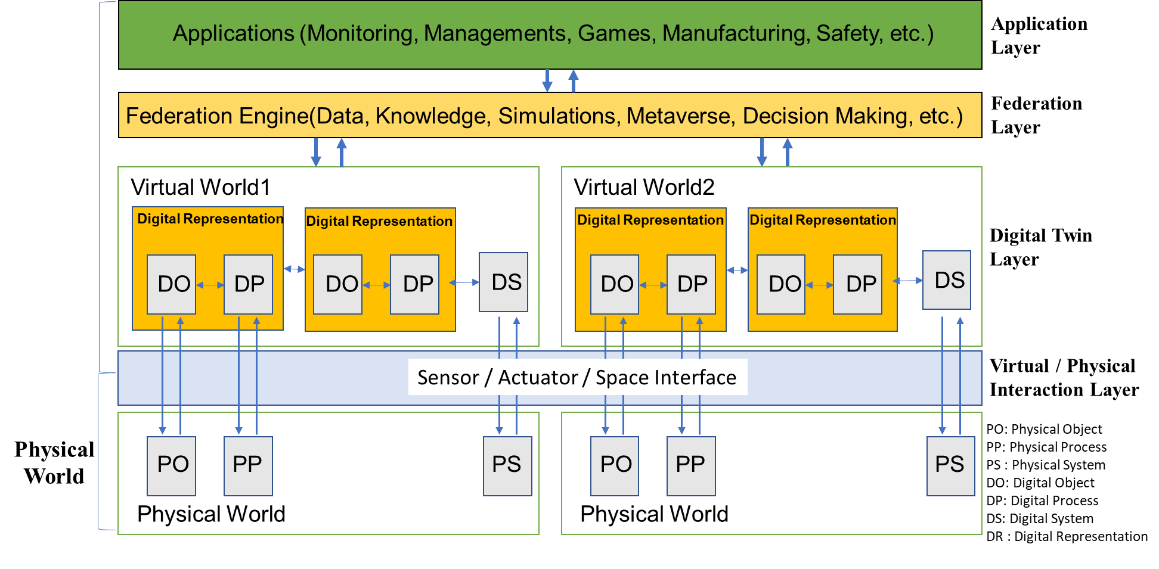 Applications (Monitoring, Managements, Games, Manufacturing, Safety, etc.)
Application
Layer
Federation Engine(Data, Knowledge, Simulations, Metaverse, Decision Making, etc.)
Federation
Layer
Virtual World1
Digital Representation
Digital Representation
DO
DP
DO
DP
DS
Virtual World2
Digital Representation
Digital Representation
DO
DP
DO
DP
DS
Digital Twin
Layer
Sensor / Actuator / Space Interface
Virtual / Physical
Interaction Layer
Physical
World
PO
PP
PS
Physical World
PO
PP
PS
Physical World
PO: Physical Object
PP: Physical Process
PS : Physical System
DO: Digital Object
DP: Digital Process
DS: Digital System
DR : Digital Representation